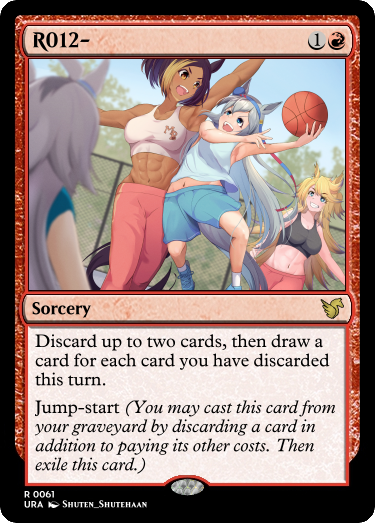 R012-
1
M
B
Sorcery
Discard up to two cards, then draw a
card for each card you have discarded
this turn.
Jump-start (You may cast this card from
your graveyard by discarding a card in
addition to paying its other costs. Then
exile this card.)
R 0061
URA Shuten_Shutehaan